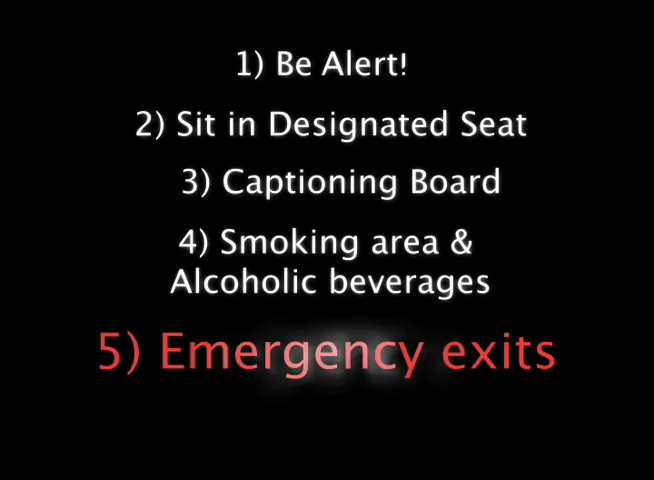 1) Be Alert!
2) Sit in Designated Seat
3) Captioning Board
4) Smoking area &
Alcoholic beverages
5) Emergency exits